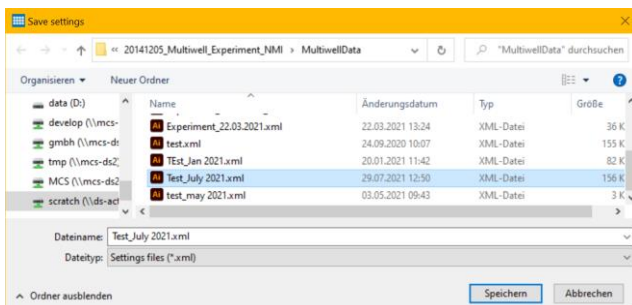 Save settings
« 20141205_Multiwell_Experiment_NMI › MultiwellData
"MultiwellData" durchsuchen
Organisieren
Neuer Ordner
data (D:)
develop (\\mcs-
gmbh (\\mcs-ds
tmp (\\mcs-ds2
MCS (\\mcs-ds2
scratch (\\ds-act
Name Änderungsdatum Typ Größe
Experiment_22.03.2021.xml 22.03.2021 13:24 XML-Datei 36 K
test.xml 24.09.2020 10:07 XML-Datei 155 K
TEst_Jan 2021.xml 20.01.2021 11:42 XML-Datei 82 K
Test_July 2021.xml 29.07.2021 12:50 XML-Datei 156 K
test_may 2021.xml 03.05.2021 09:43 XML-Datei 3 K
Dateiname: Test_July 2021.xml
Dateityp: Settings files (*.xml)
Ordner ausblenden
Speichern
Abbrechen